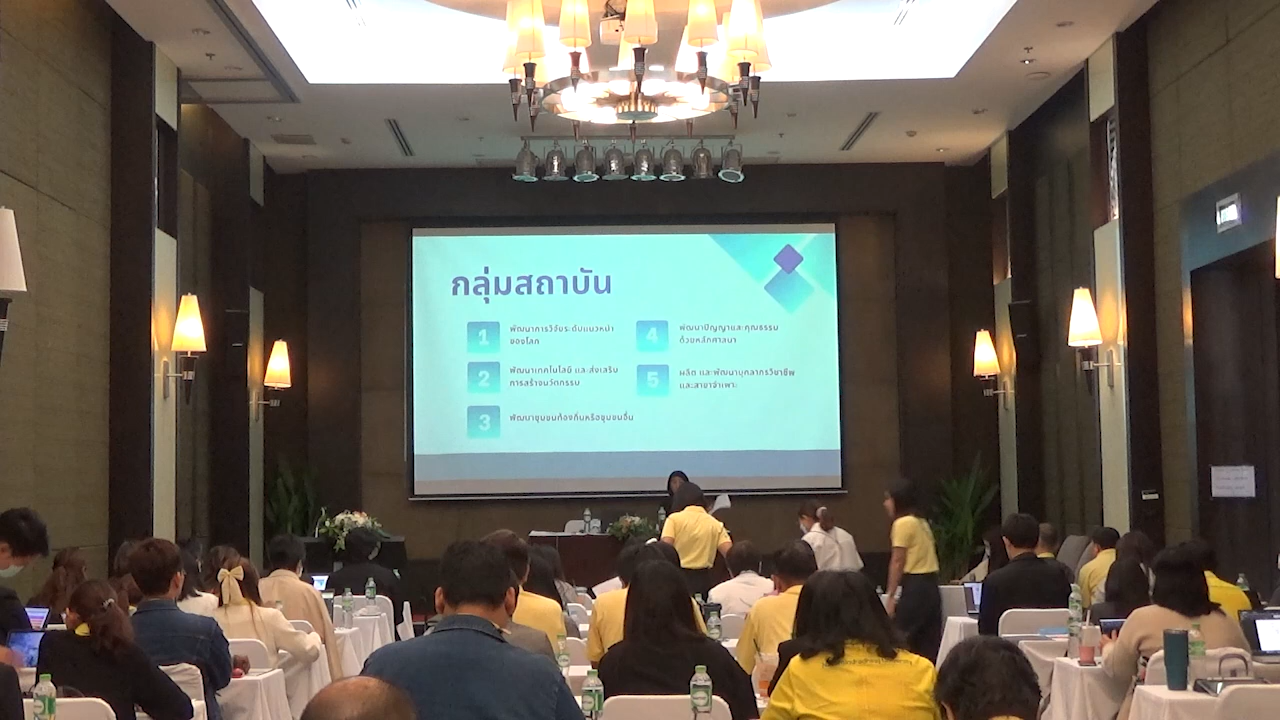 กลุ่มสถาบัน
1
พัฒนาการวิจัยระดับแนวหน้า
ของโลก
2
พัฒนาเทคโนโลยี และส่งเสริม
การสร้างนวัตกรรม
3
พัฒนาชุมชนท้องถิ่นหรือชุมชนอื่น
4
พัฒนาปัญญาและคุณธรรม
ด้วยหลักศาสนา
5
ผลิต และพัฒนาบุคลากรวิชาชีพ
และสาขาจำเพาะ